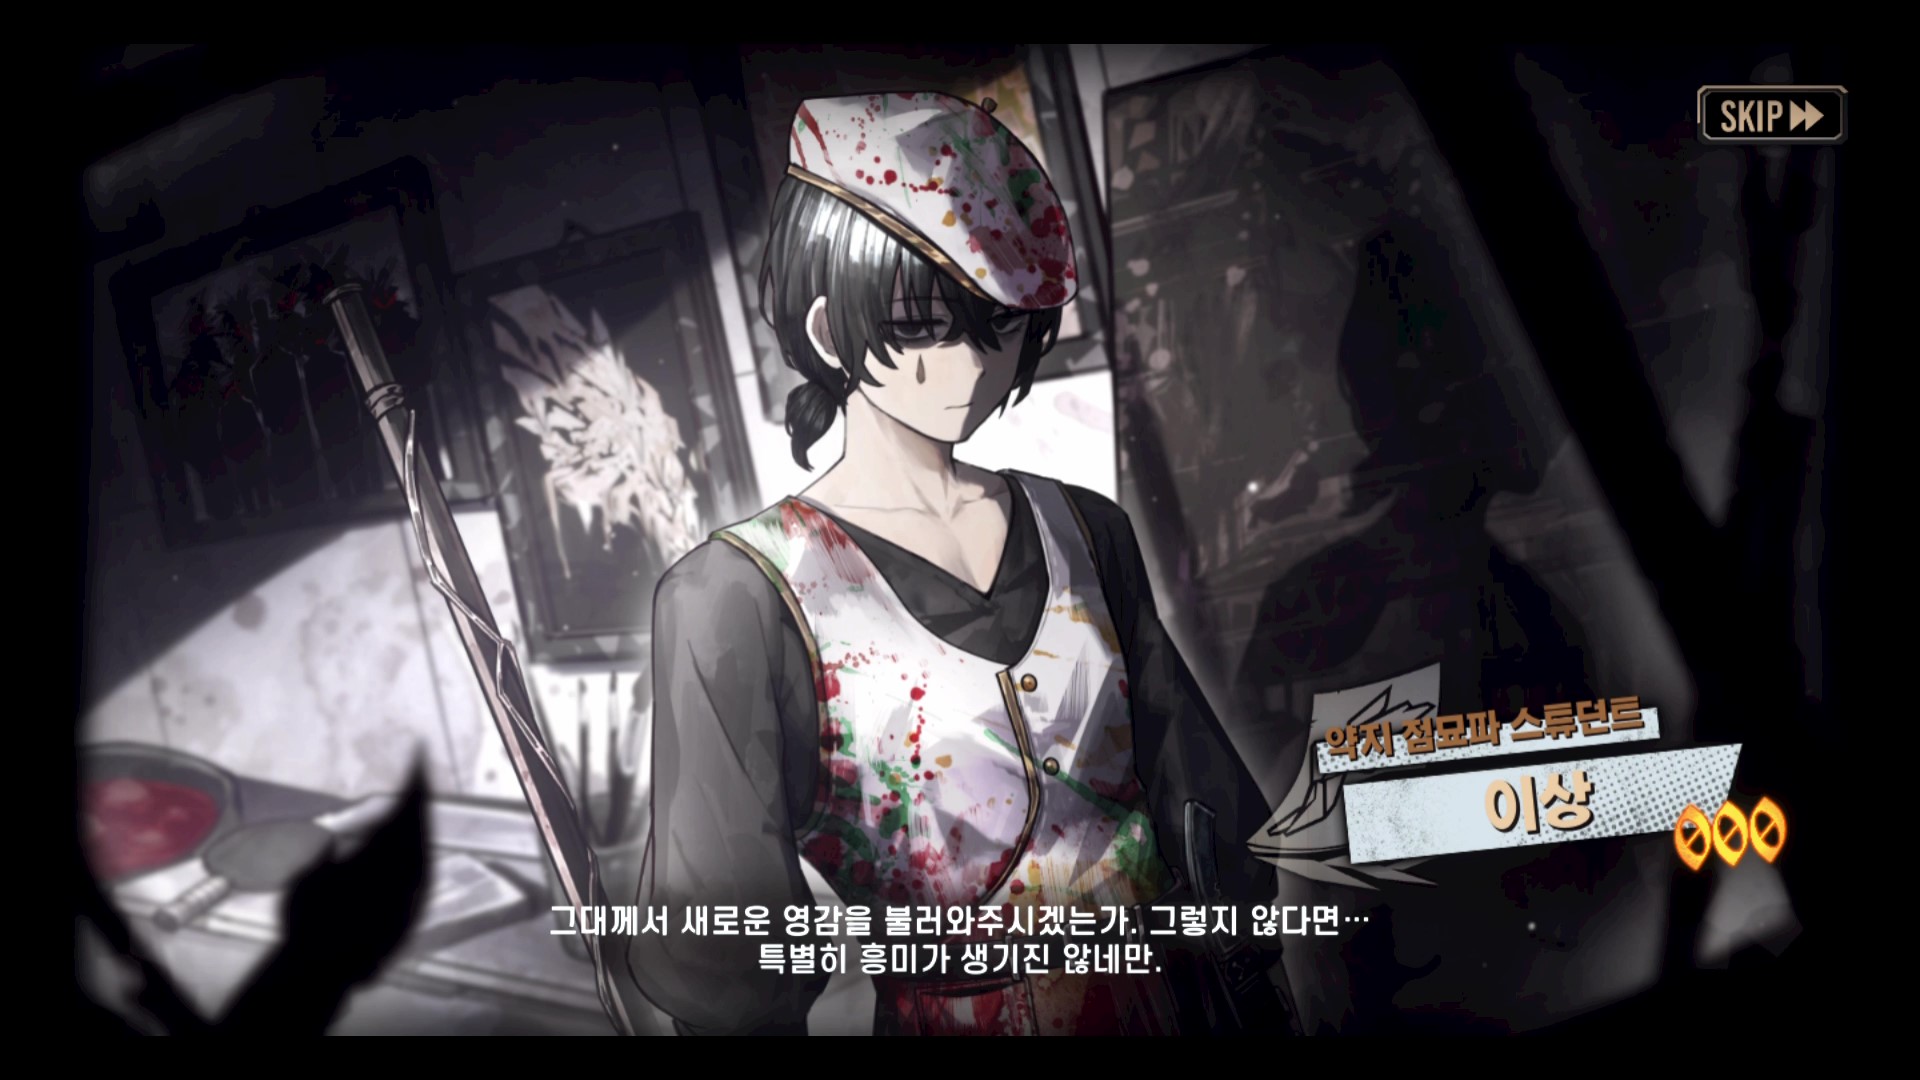 SKIP
약지 점묘파 스튜던트
이상
그대께서 새로운 영감을 불러와주시겠는가. 그렇지 않다면…
특별히 흥미가 생기진 않네만.